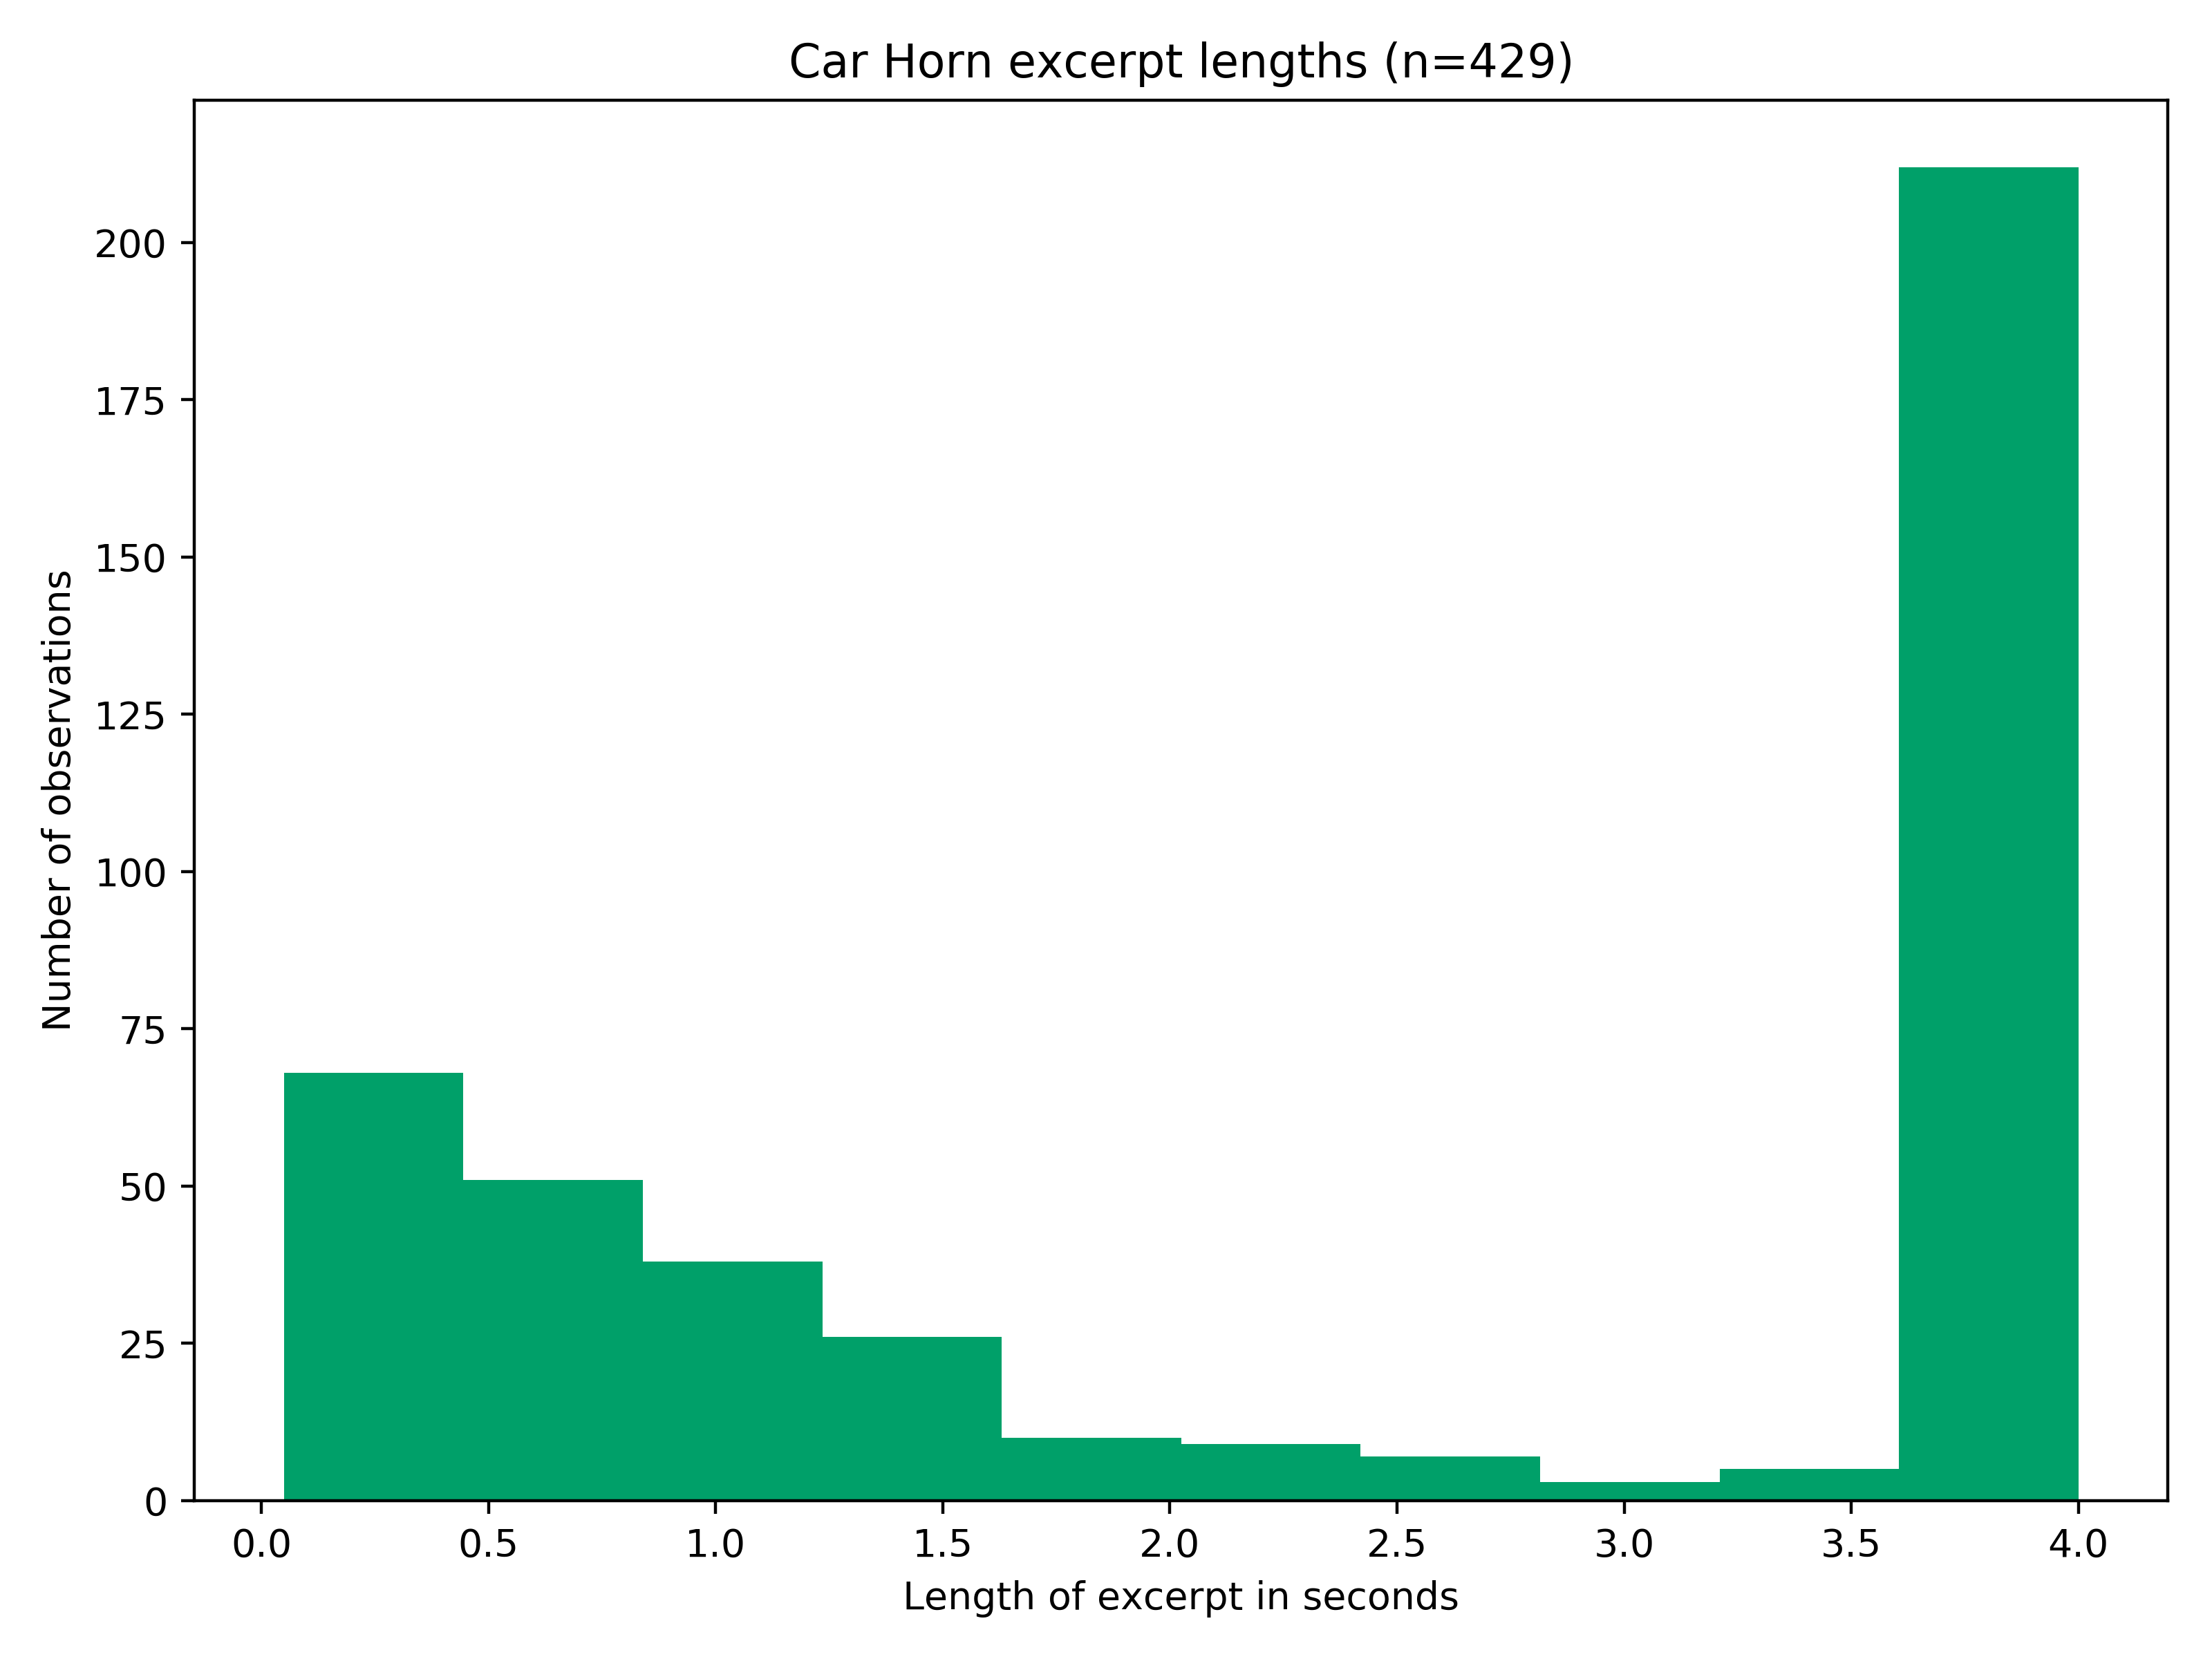 Car Horn excerpt lengths (n=429)
Number of observations
200
175
150
125
100
75
50
25
0
0.0 0.5 1.0 1.5 2.0 2.5 3.0 3.5 4.0
Length of excerpt in seconds